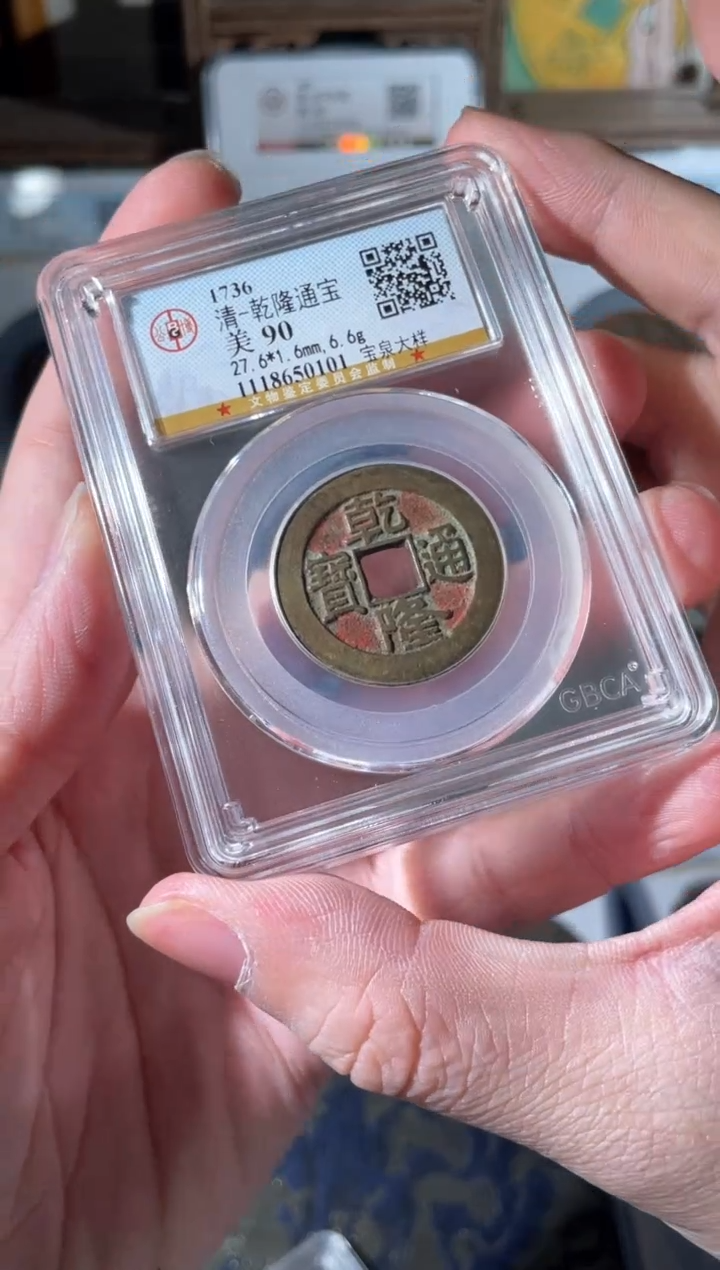 1736
清-乾隆通宝
美 90
27.6*1.6mm,6.6g 宝泉大样
1118650101
文物鉴定委员会监制
乾
通
寶
隆
GBCA